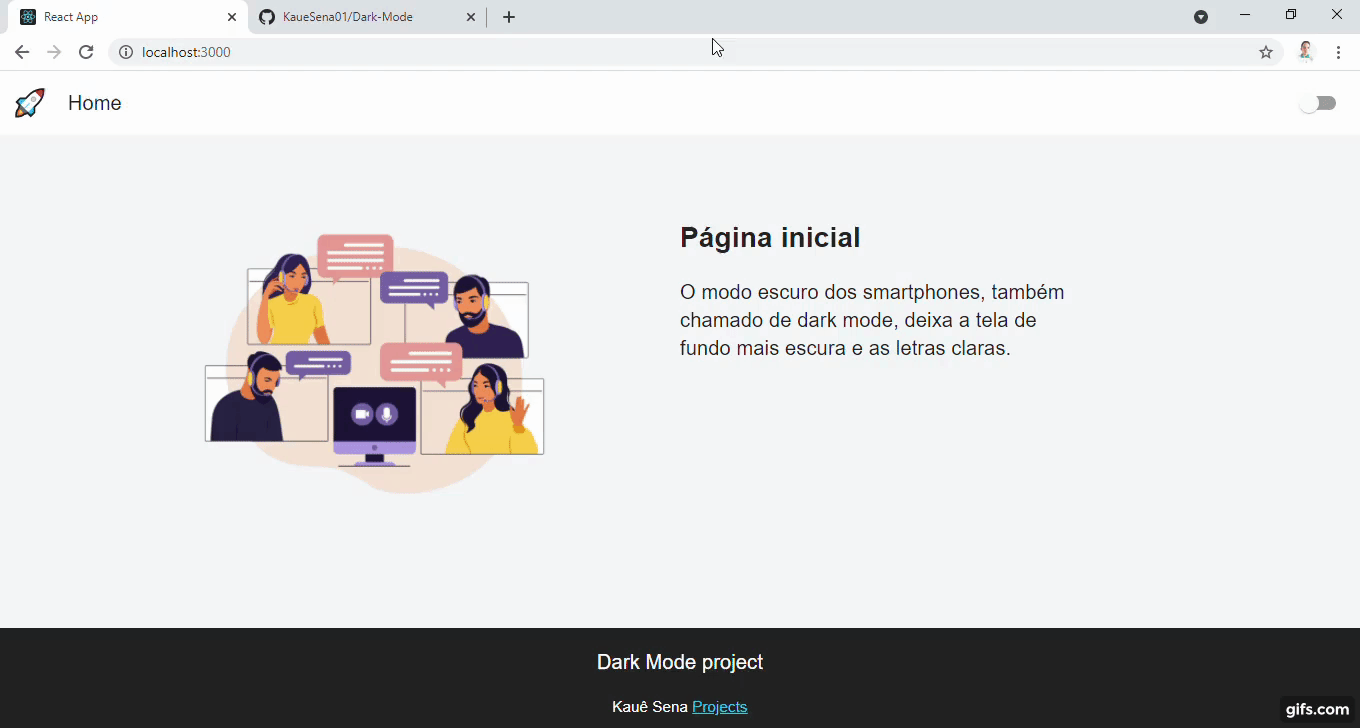 React App
KaueSena01/Dark-Mode
localhost:3000
Home
Página inicial
O modo escuro dos smartphones, também
chamado de dark mode, deixa a tela de
fundo mais escura e as letras claras.
Dark Mode project
Kauê Sena Projects
gifs.com